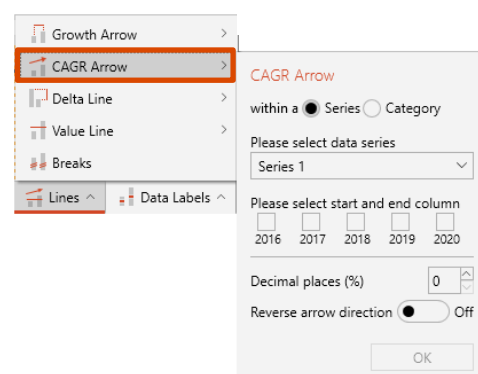 Growth Arrow
CAGR Arrow
Delta Line
Value Line
Breaks
Lines
Data Labels
CAGR Arrow
within a Series Category
Please select data series
Series 1
Please select start and end column
2016 2017 2018 2019 2020
Decimal places (%) 0
Reverse arrow direction Off
OK